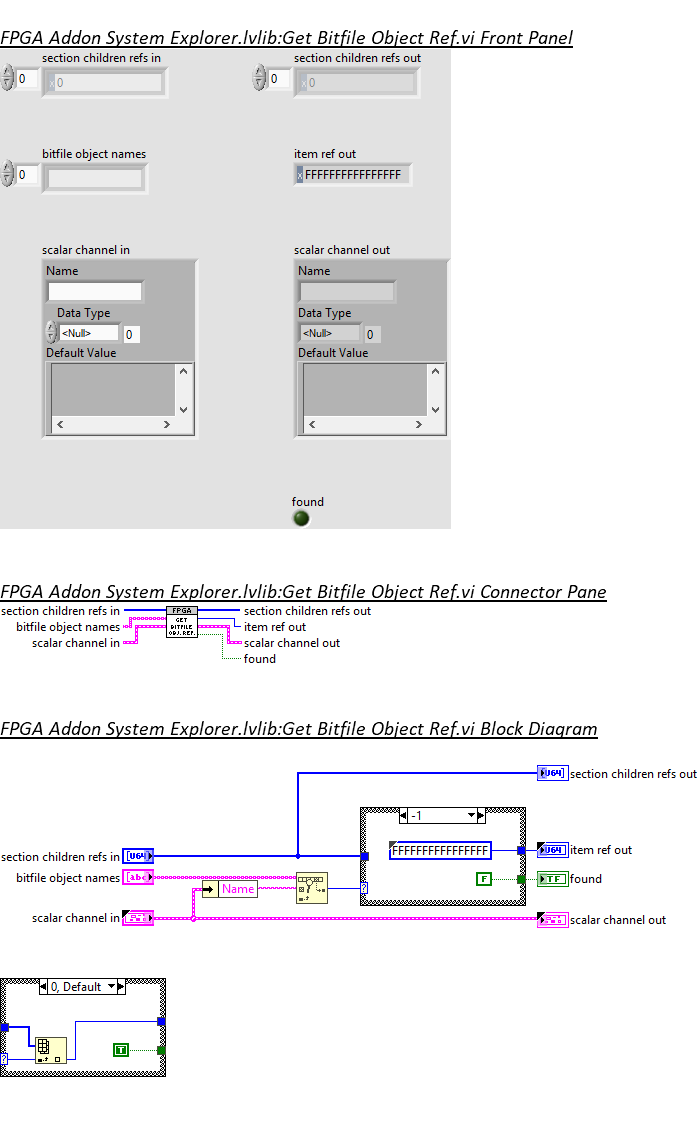 FPGA Addon System Explorer.lvlib:Get Bitfile Object Ref.vi Front Panel
section children refs in
section children refs out
0
x 0
0
x 0
bitfile object names
item ref out
0
x FFFFFFFFFFFFFFFF
scalar channel in
scalar channel out
Name
Name
Data Type
Data Type
<Null> 0
<Null> 0
Default Value
Default Value
found
FPGA Addon System Explorer.lvlib:Get Bitfile Object Ref.vi Connector Pane
section children refs in
FPGA
section children refs out
bitfile object names
GET
BITFILE
item ref out
scalar channel in
OBJ. REF.
scalar channel out
found
FPGA Addon System Explorer.lvlib:Get Bitfile Object Ref.vi Block Diagram
U64
section children refs out
-1
section children refs in
U64
FFFFFFFFFFFFFFFF
U64
item ref out
bitfile object names
abc
Name
?
F
TF
found
scalar channel in
scalar channel out
0, Default
?
T